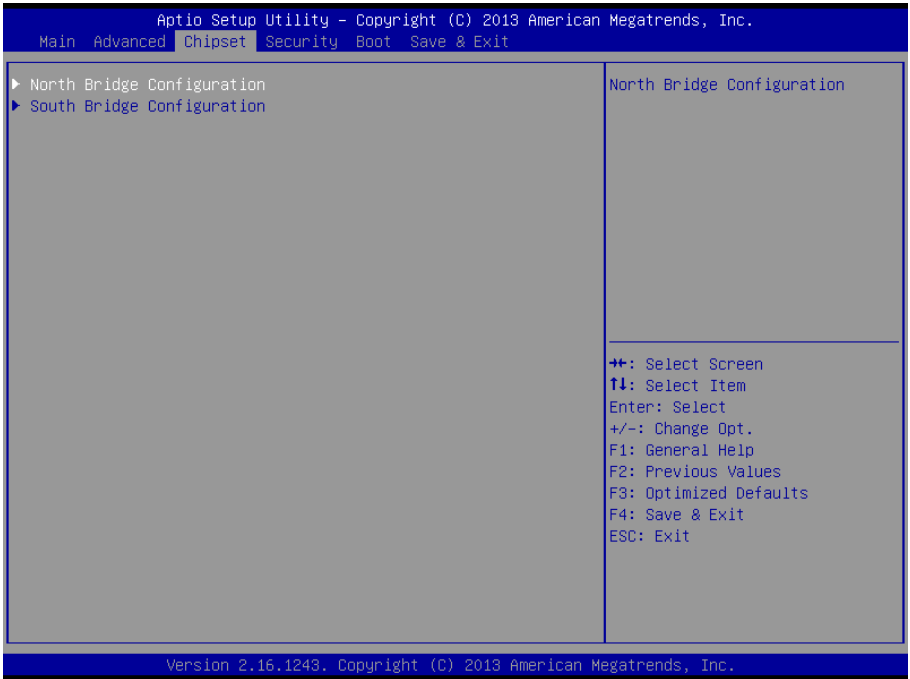 Aptio Setup Utility – Copyright (C) 2013 American Megatrends, Inc.
Main Advanced Chipset Security Boot Save & Exit
▶ North Bridge Configuration
▶ South Bridge Configuration
North Bridge Configuration
→←: Select Screen
↑↓: Select Item
Enter: Select
+/-: Change Opt.
F1: General Help
F2: Previous Values
F3: Optimized Defaults
F4: Save & Exit
ESC: Exit
Version 2.16.1243. Copyright (C) 2013 American Megatrends, Inc.